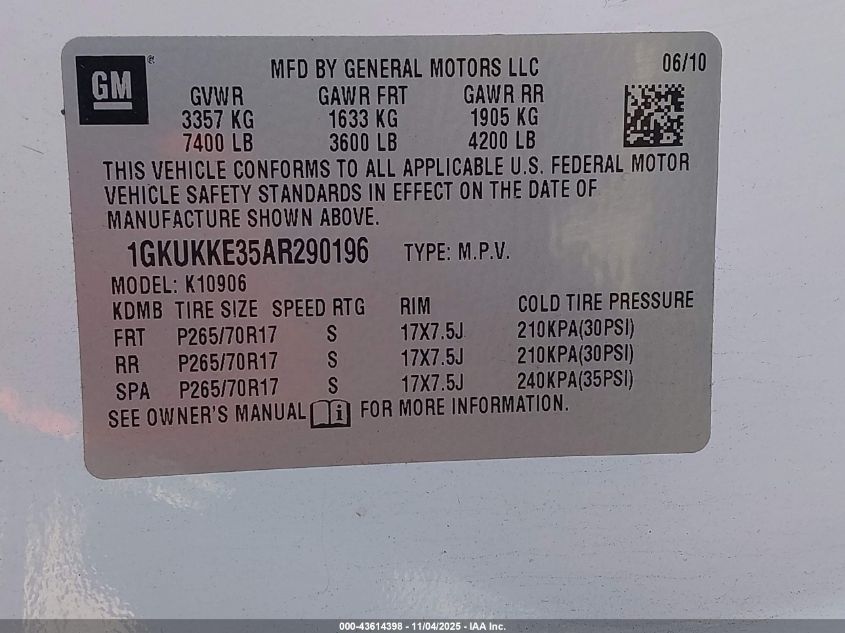 GM ®
MFD BY GENERAL MOTORS LLC 06/10
GVWR GAWR FRT GAWR RR
3357 KG 1633 KG 1905 KG
7400 LB 3600 LB 4200 LB
THIS VEHICLE CONFORMS TO ALL APPLICABLE U.S. FEDERAL MOTOR
VEHICLE SAFETY STANDARDS IN EFFECT ON THE DATE OF
MANUFACTURE SHOWN ABOVE.
1GKUKKE35AR290196 TYPE: M.P.V.
MODEL: K10906
KDMB TIRE SIZE SPEED RTG RIM COLD TIRE PRESSURE
FRT P265/70R17 S 17X7.5J 210KPA(30PSI)
RR P265/70R17 S 17X7.5J 210KPA(30PSI)
SPA P265/70R17 S 17X7.5J 240KPA(35PSI)
SEE OWNER'S MANUAL i FOR MORE INFORMATION.
000-43614398 - 11/04/2025 - IAA Inc.